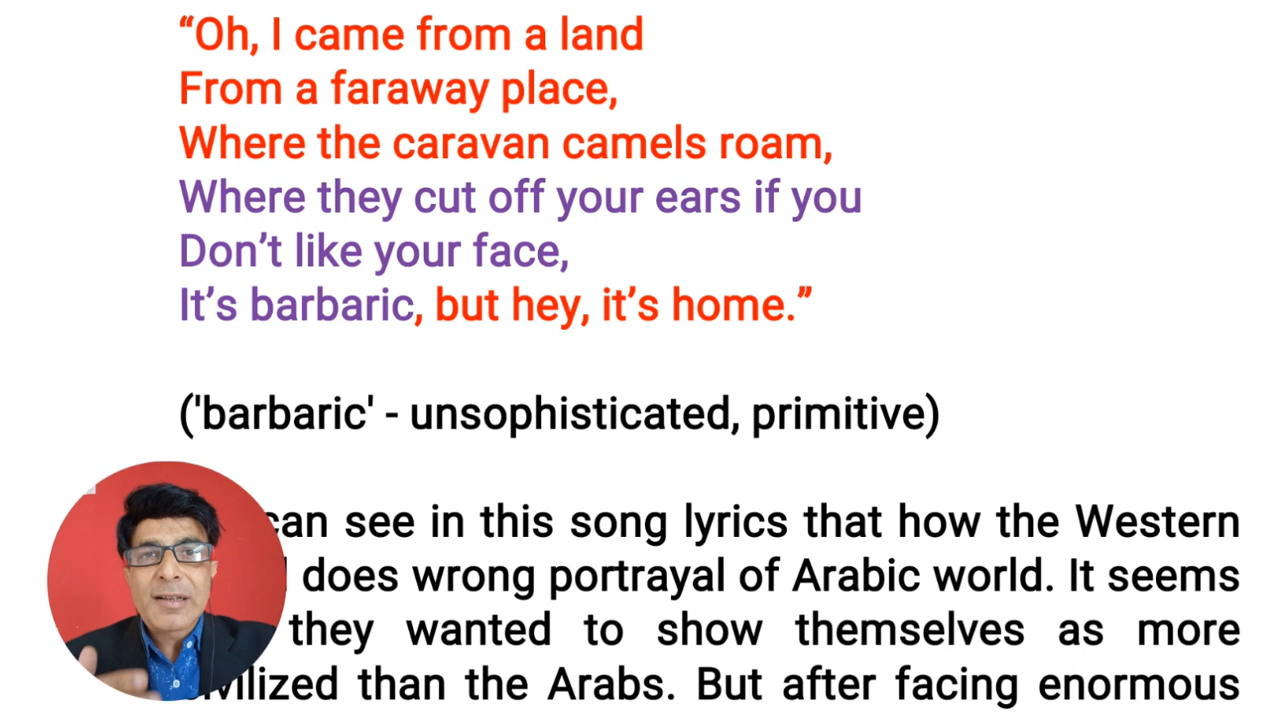 “Oh, I came from a land
From a faraway place,
Where the caravan camels roam,
Where they cut off your ears if you
Don’t like your face,
It’s barbaric, but hey, it’s home.”
('barbaric' - unsophisticated, primitive)
can see in this song lyrics that how the Western
does wrong portrayal of Arabic world. It seems
they wanted to show themselves as more
civilized than the Arabs. But after facing enormous